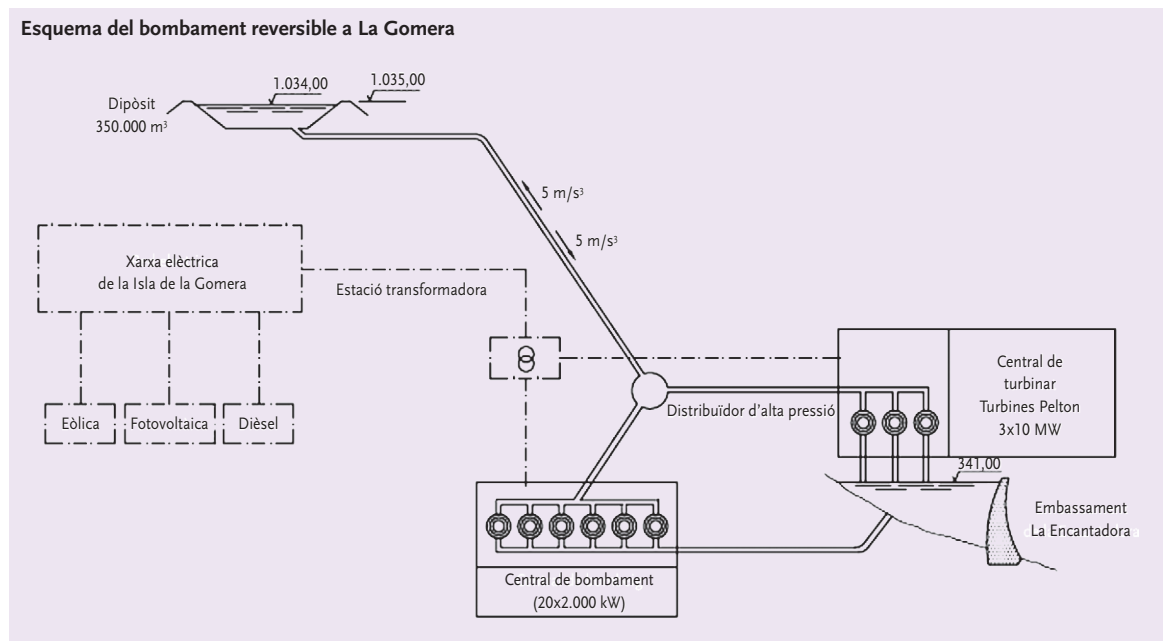 Esquema del bombament reversible a La Gomera
1.034,00
1.035,00
Dipòsit
350.000 m³
5 m/s³
5 m/s³
Xarxa elèctrica
de la Isla de la Gomera
Estació transformadora
Eòlica
Fotovoltaica
Dièsel
Distribuïdor d'alta pressió
Central de
turbinar
Turbines Pelton
3x10 MW
341,00
Embassament
La Encantadora
Central de bombament
(20x2.000 kW)